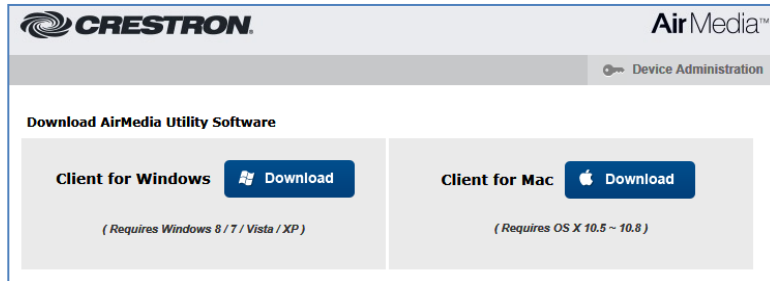 CRESTRON.
AirMedia™
Device Administration
Download AirMedia Utility Software
Client for Windows Download
( Requires Windows 8 / 7 / Vista / XP )
Client for Mac Download
( Requires OS X 10.5 ~ 10.8 )